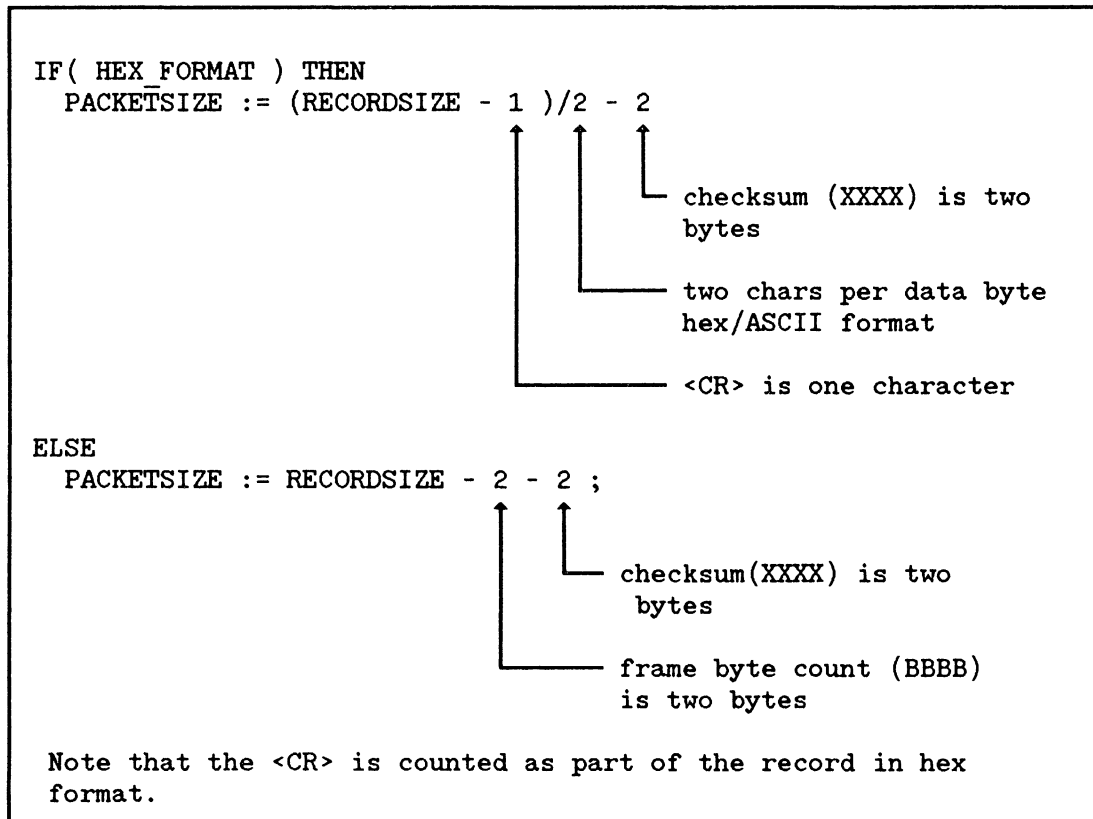 IF( HEX_FORMAT ) THEN
PACKETSIZE := (RECORDSIZE - 1 )/2 - 2
checksum (XXXX) is two
bytes
two chars per data byte
hex/ASCII format
<CR> is one character
ELSE
PACKETSIZE := RECORDSIZE - 2 - 2 ;
checksum(XXXX) is two
bytes
frame byte count (BBBB)
is two bytes
Note that the <CR> is counted as part of the record in hex
format.